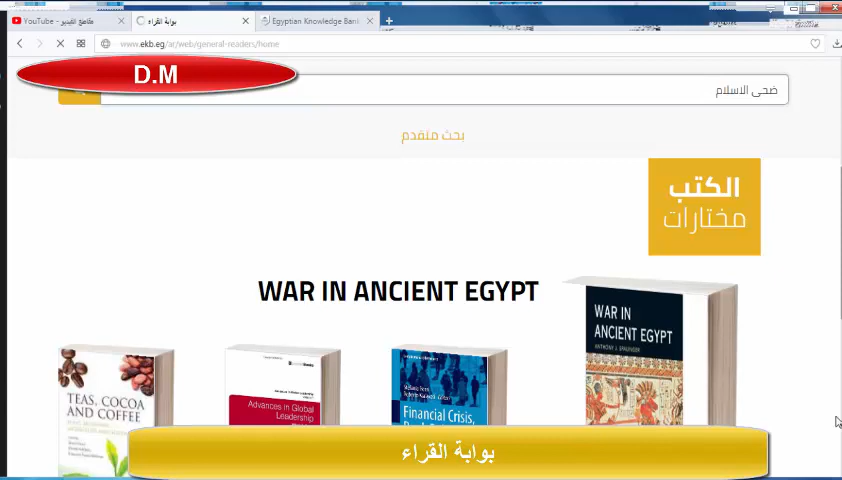 YouTube - مقاطع الفيديو
بوابة القراء
Egyptian Knowledge Bank
www.ekb.eg/ar/web/general-readers/home
D.M
ضحى الاسلام
بحث متقدم
الكتب
مختارات
WAR IN ANCIENT EGYPT
WAR IN
ANCIENT EGYPT
ANTHONY J. SPALINGER
TEAS, COCOA
AND COFFEE
Advances in Global
Leadership
Financial Crisis,
بوابة القراء